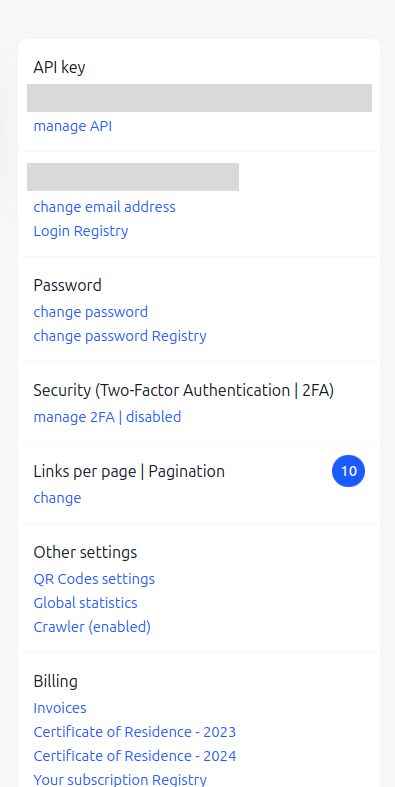 API key
manage API
change email address
Login Registry
Password
change password
change password Registry
Security (Two-Factor Authentication | 2FA)
manage 2FA | disabled
Links per page | Pagination
10
change
Other settings
QR Codes settings
Global statistics
Crawler (enabled)
Billing
Invoices
Certificate of Residence - 2023
Certificate of Residence - 2024
Your subscription Registry